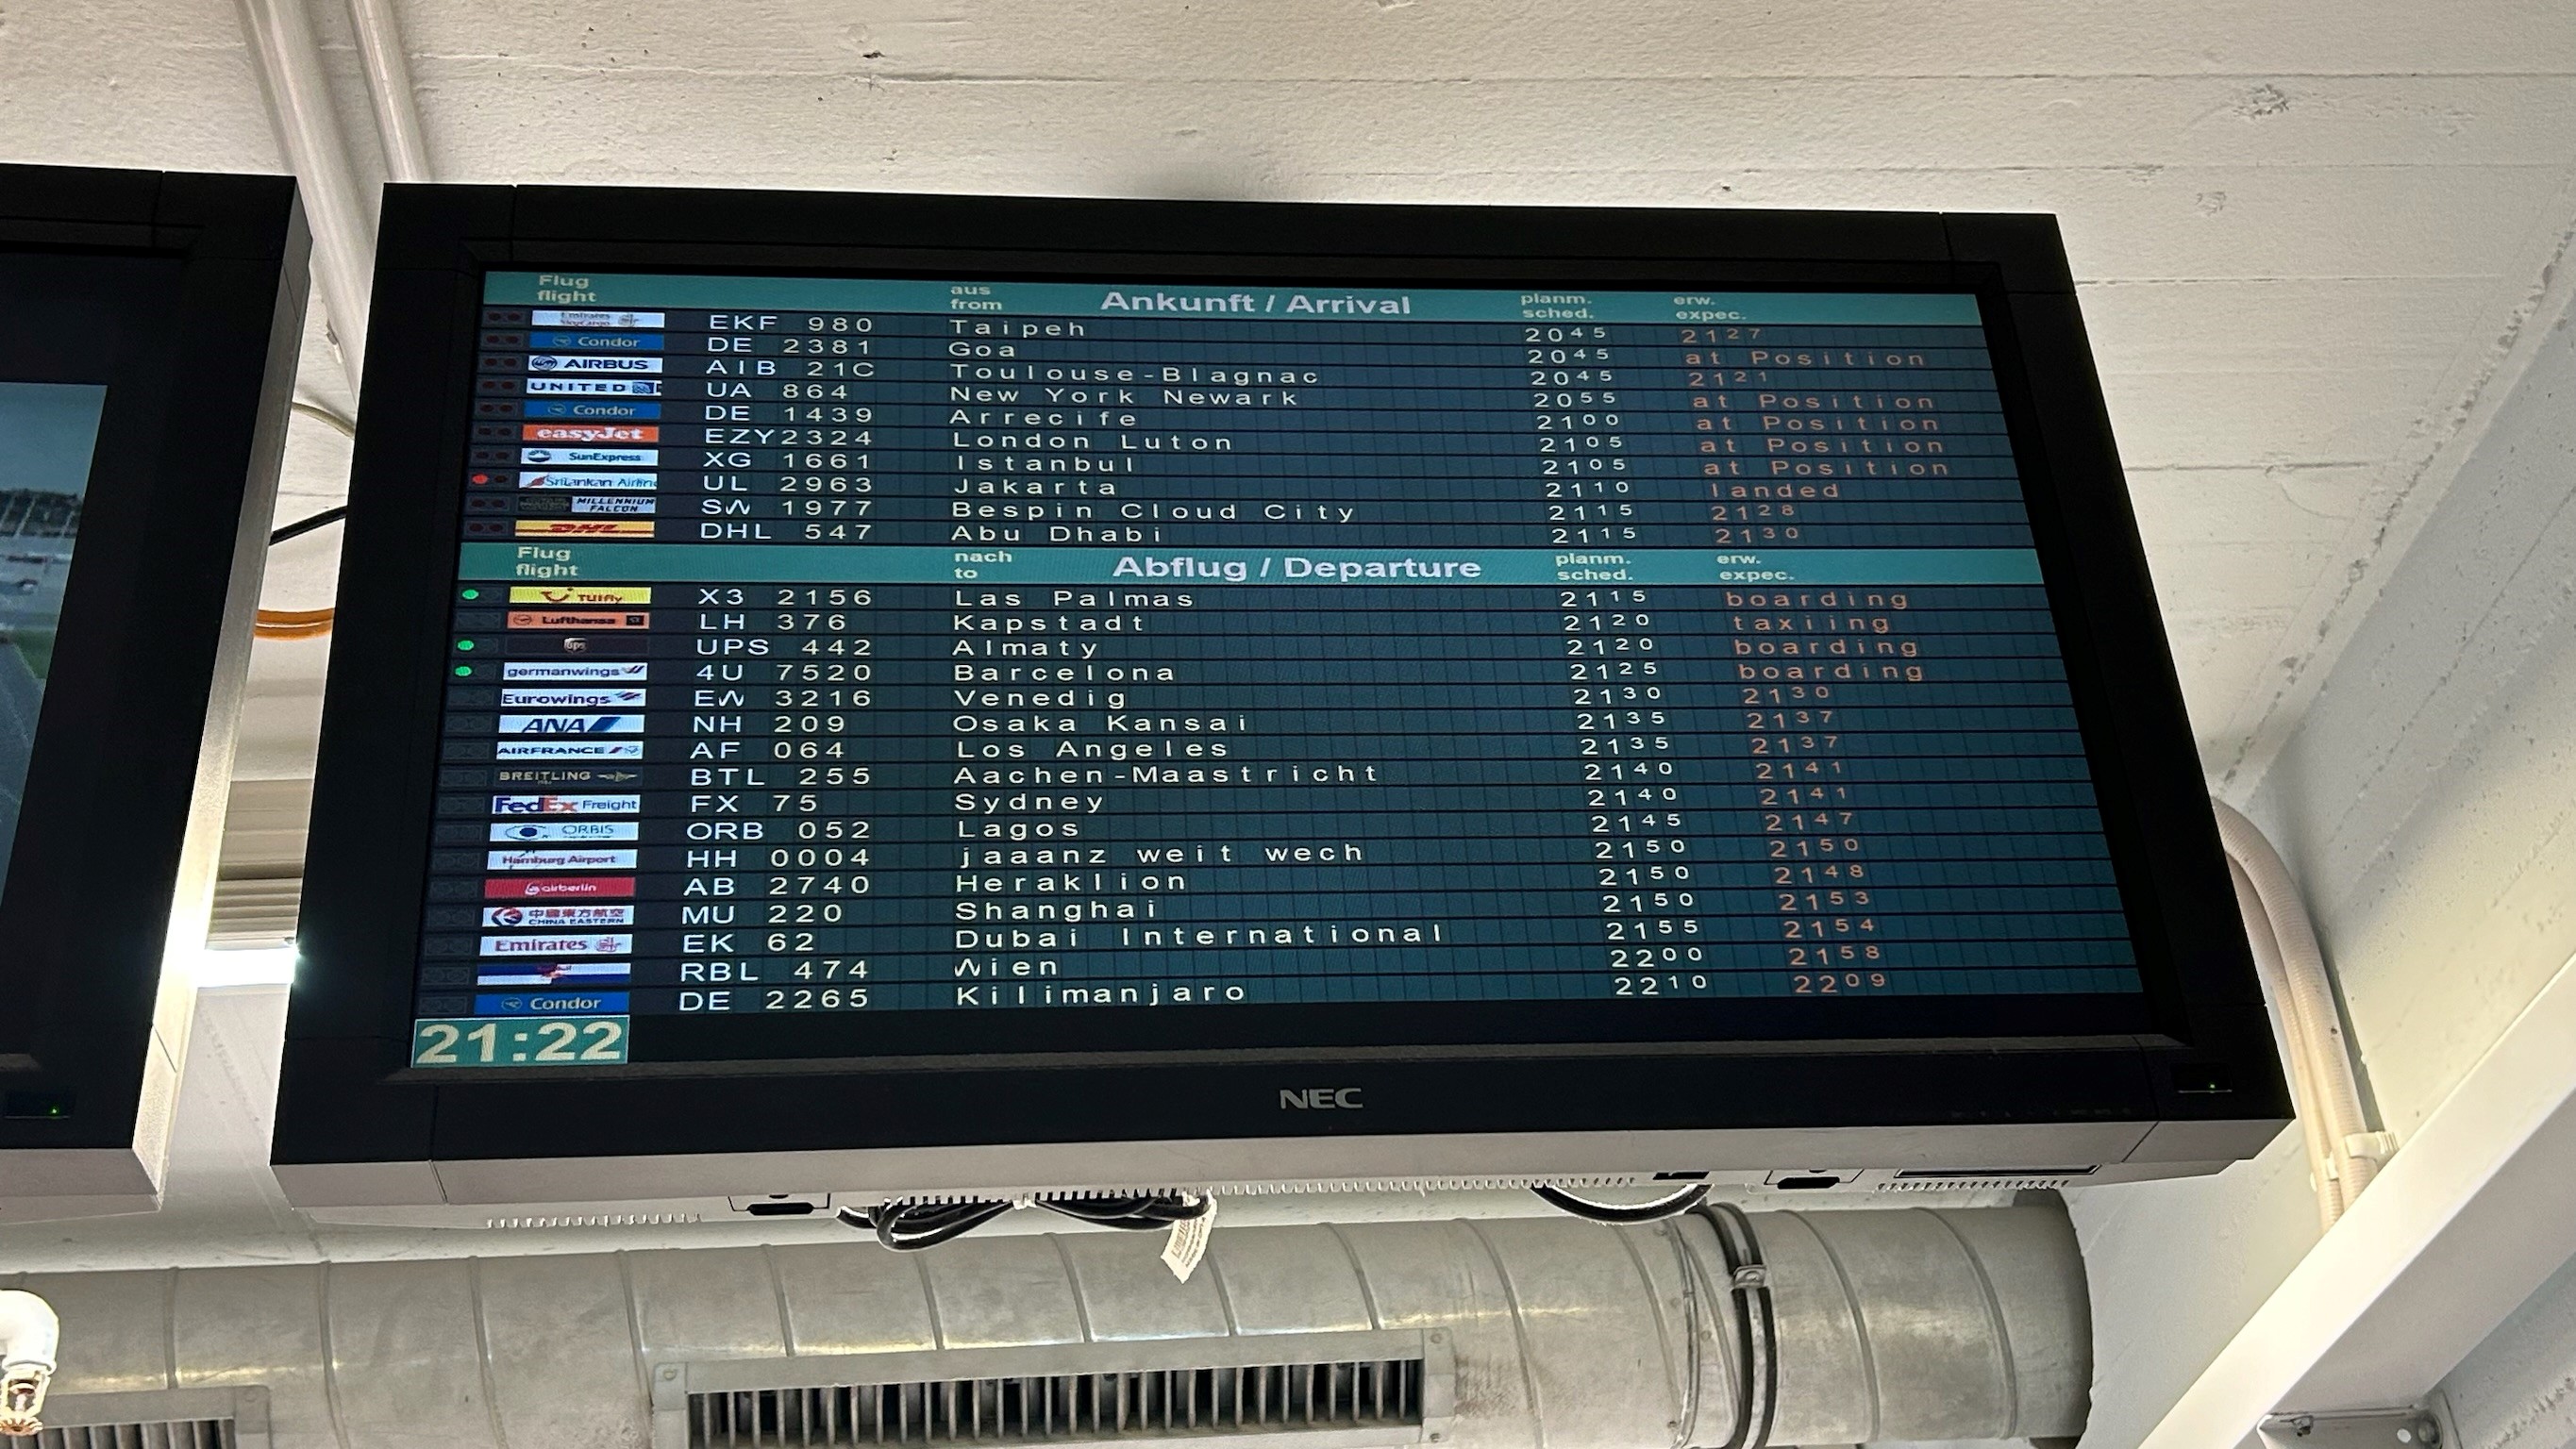 Flug aus Ankunft / Arrival planm. erw.
flight from sched. expec.
Emirates SkyCargo EKF 980 Taipeh 2045 2127
Condor DE 2381 Goa 2045 at Position
AIRBUS AIB 21C Toulouse-Blagnac 2045 2121
UNITED UA 864 New York Newark 2055 at Position
Condor DE 1439 Arrecife 2100 at Position
easyJet EZY2324 London Luton 2105 at Position
SunExpress XG 1661 Istanbul 2105 at Position
SriLankan Airline UL 2963 Jakarta 2110 landed
MILLENNIUM FALCON SW 1977 Bespin Cloud City 2115 2128
DHL DHL 547 Abu Dhabi 2115 2130
Flug nach Abflug / Departure planm. erw.
flight to sched. expec.
TUIfly X3 2156 Las Palmas 2115 boarding
Lufthansa LH 376 Kapstadt 2120 taxiing
ups UPS 442 Almaty 2120 boarding
germanwings 4U 7520 Barcelona 2125 boarding
Eurowings EW 3216 Venedig 2130 2130
ANA NH 209 Osaka Kansai 2135 2137
AIRFRANCE AF 064 Los Angeles 2135 2137
BREITLING BTL 255 Aachen-Maastricht 2140 2141
FedEx Freight FX 75 Sydney 2140 2141
ORBIS ORB 052 Lagos 2145 2147
Hamburg Airport HH 0004 jaaanz weit wech 2150 2150
airberlin AB 2740 Heraklion 2150 2148
中國東方航空 CHINA EASTERN MU 220 Shanghai 2150 2153
Emirates EK 62 Dubai International 2155 2154
RBL 474 Wien 2200 2158
Condor DE 2265 Kilimanjaro 2210 2209
21:22
NEC